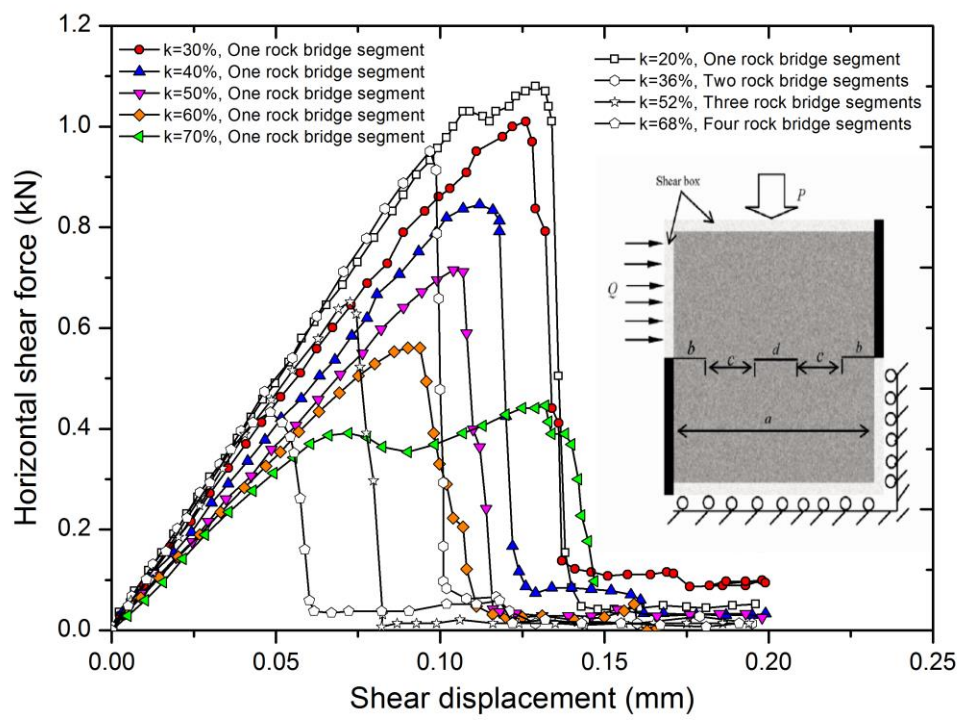 1.2
1.0
0.8
0.6
0.4
0.2
0.0
Horizontal shear force (kN)
k=30%, One rock bridge segment
k=40%, One rock bridge segment
k=50%, One rock bridge segment
k=60%, One rock bridge segment
k=70%, One rock bridge segment
k=20%, One rock bridge segment
k=36%, Two rock bridge segments
k=52%, Three rock bridge segments
k=68%, Four rock bridge segments
Shear box
P
Q
b c d c b
a
0.00 0.05 0.10 0.15 0.20 0.25
Shear displacement (mm)